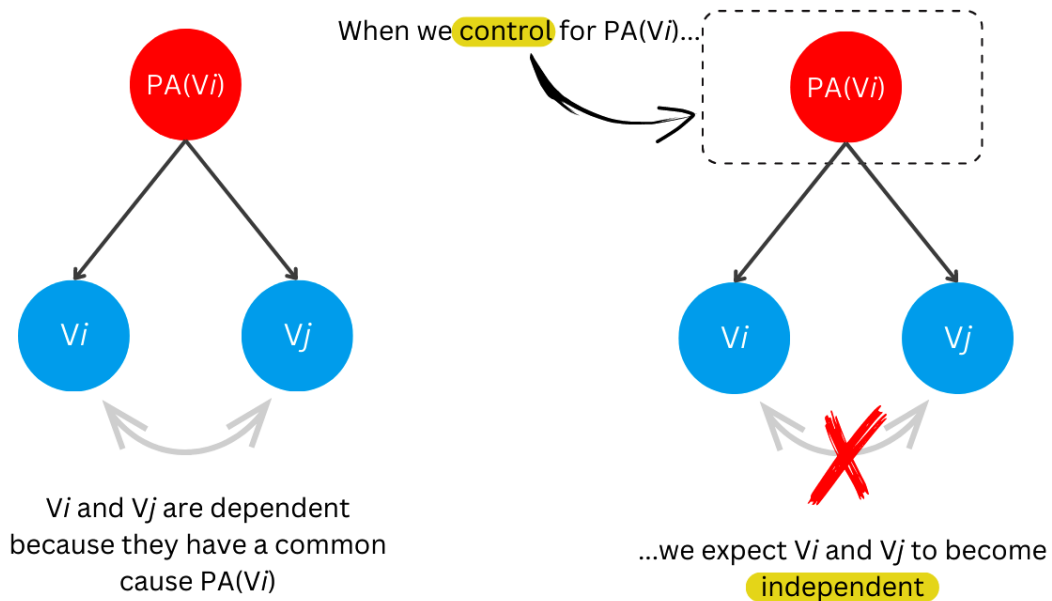 PA(Vi)
Vi
Vj
Vi and Vj are dependent
because they have a common
cause PA(Vi)
When we control for PA(Vi)...
PA(Vi)
Vi
Vj
...we expect Vi and Vj to become
independent